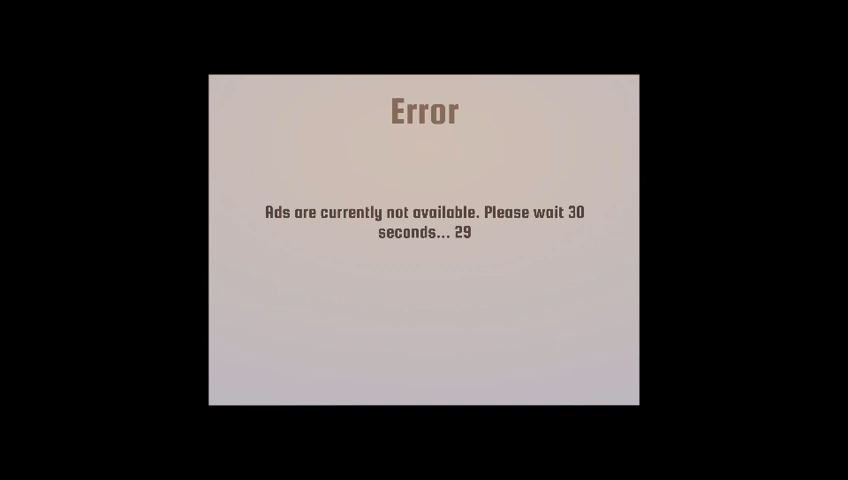 Error
Ads are currently not available. Please wait 30
seconds... 29